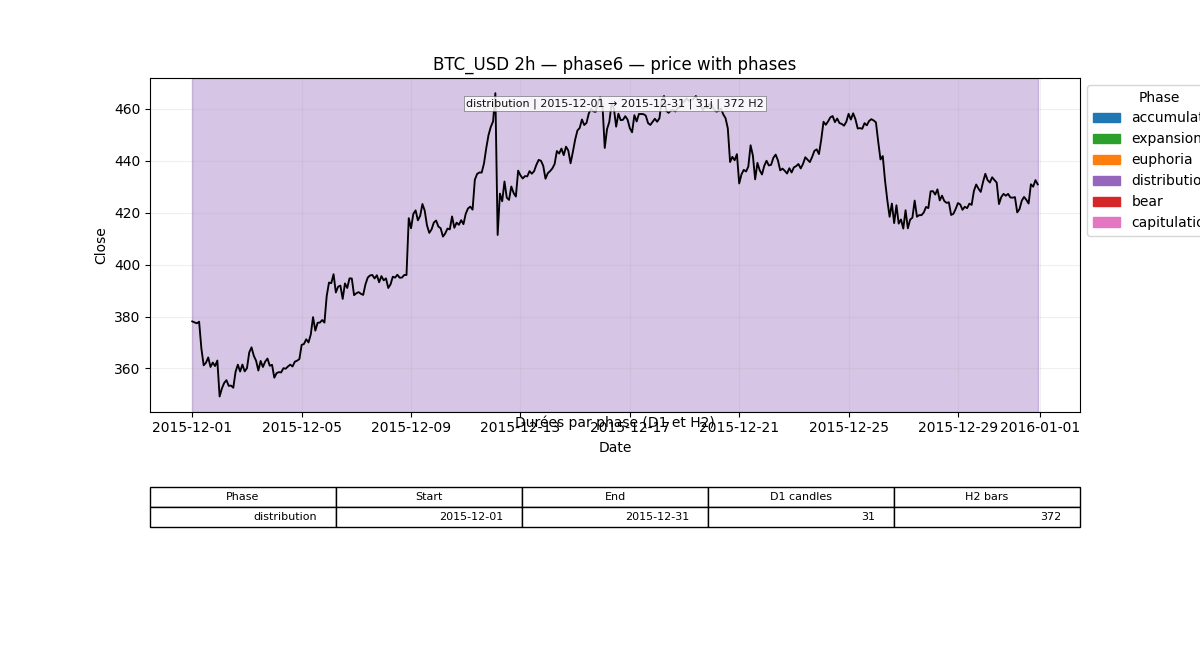 BTC_USD 2h — phase6 — price with phases
distribution | 2015-12-01 → 2015-12-31 | 31j | 372 H2
460
440
420
400
380
360
Close
Phase
accumulat
expansion
euphoria
distributio
bear
capitulatio
Durées par phase (D1 et H2)
2015-12-01 2015-12-05 2015-12-09 2015-12-13 2015-12-17 2015-12-21 2015-12-25 2015-12-29 2016-01-01
Date
Phase Start End D1 candles H2 bars
distribution 2015-12-01 2015-12-31 31 372